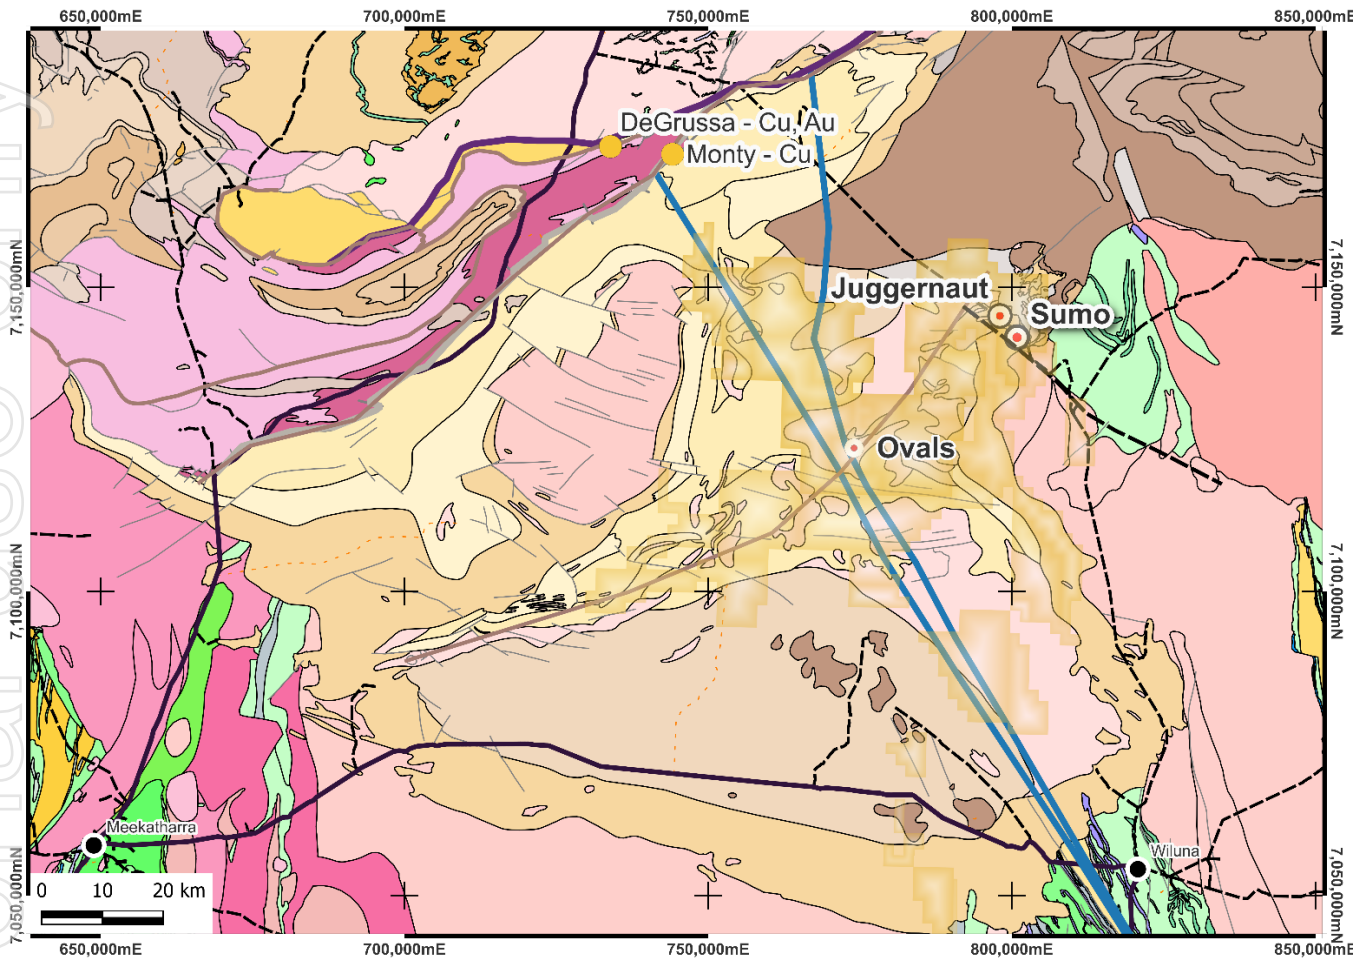 650,000mE
700,000mE
750,000mE
800,000mE
850,000mE
DeGrussa - Cu, Au
Monty - Cu
7,150,000mN
7,150,000mN
Juggernaut
Sumo
Ovals
7,100,000mN
7,100,000mN
Meekatharra
Wiluna
0 10 20 km
7,050,000mN
7,050,000mN
650,000mE
700,000mE
750,000mE
800,000mE
850,000mE